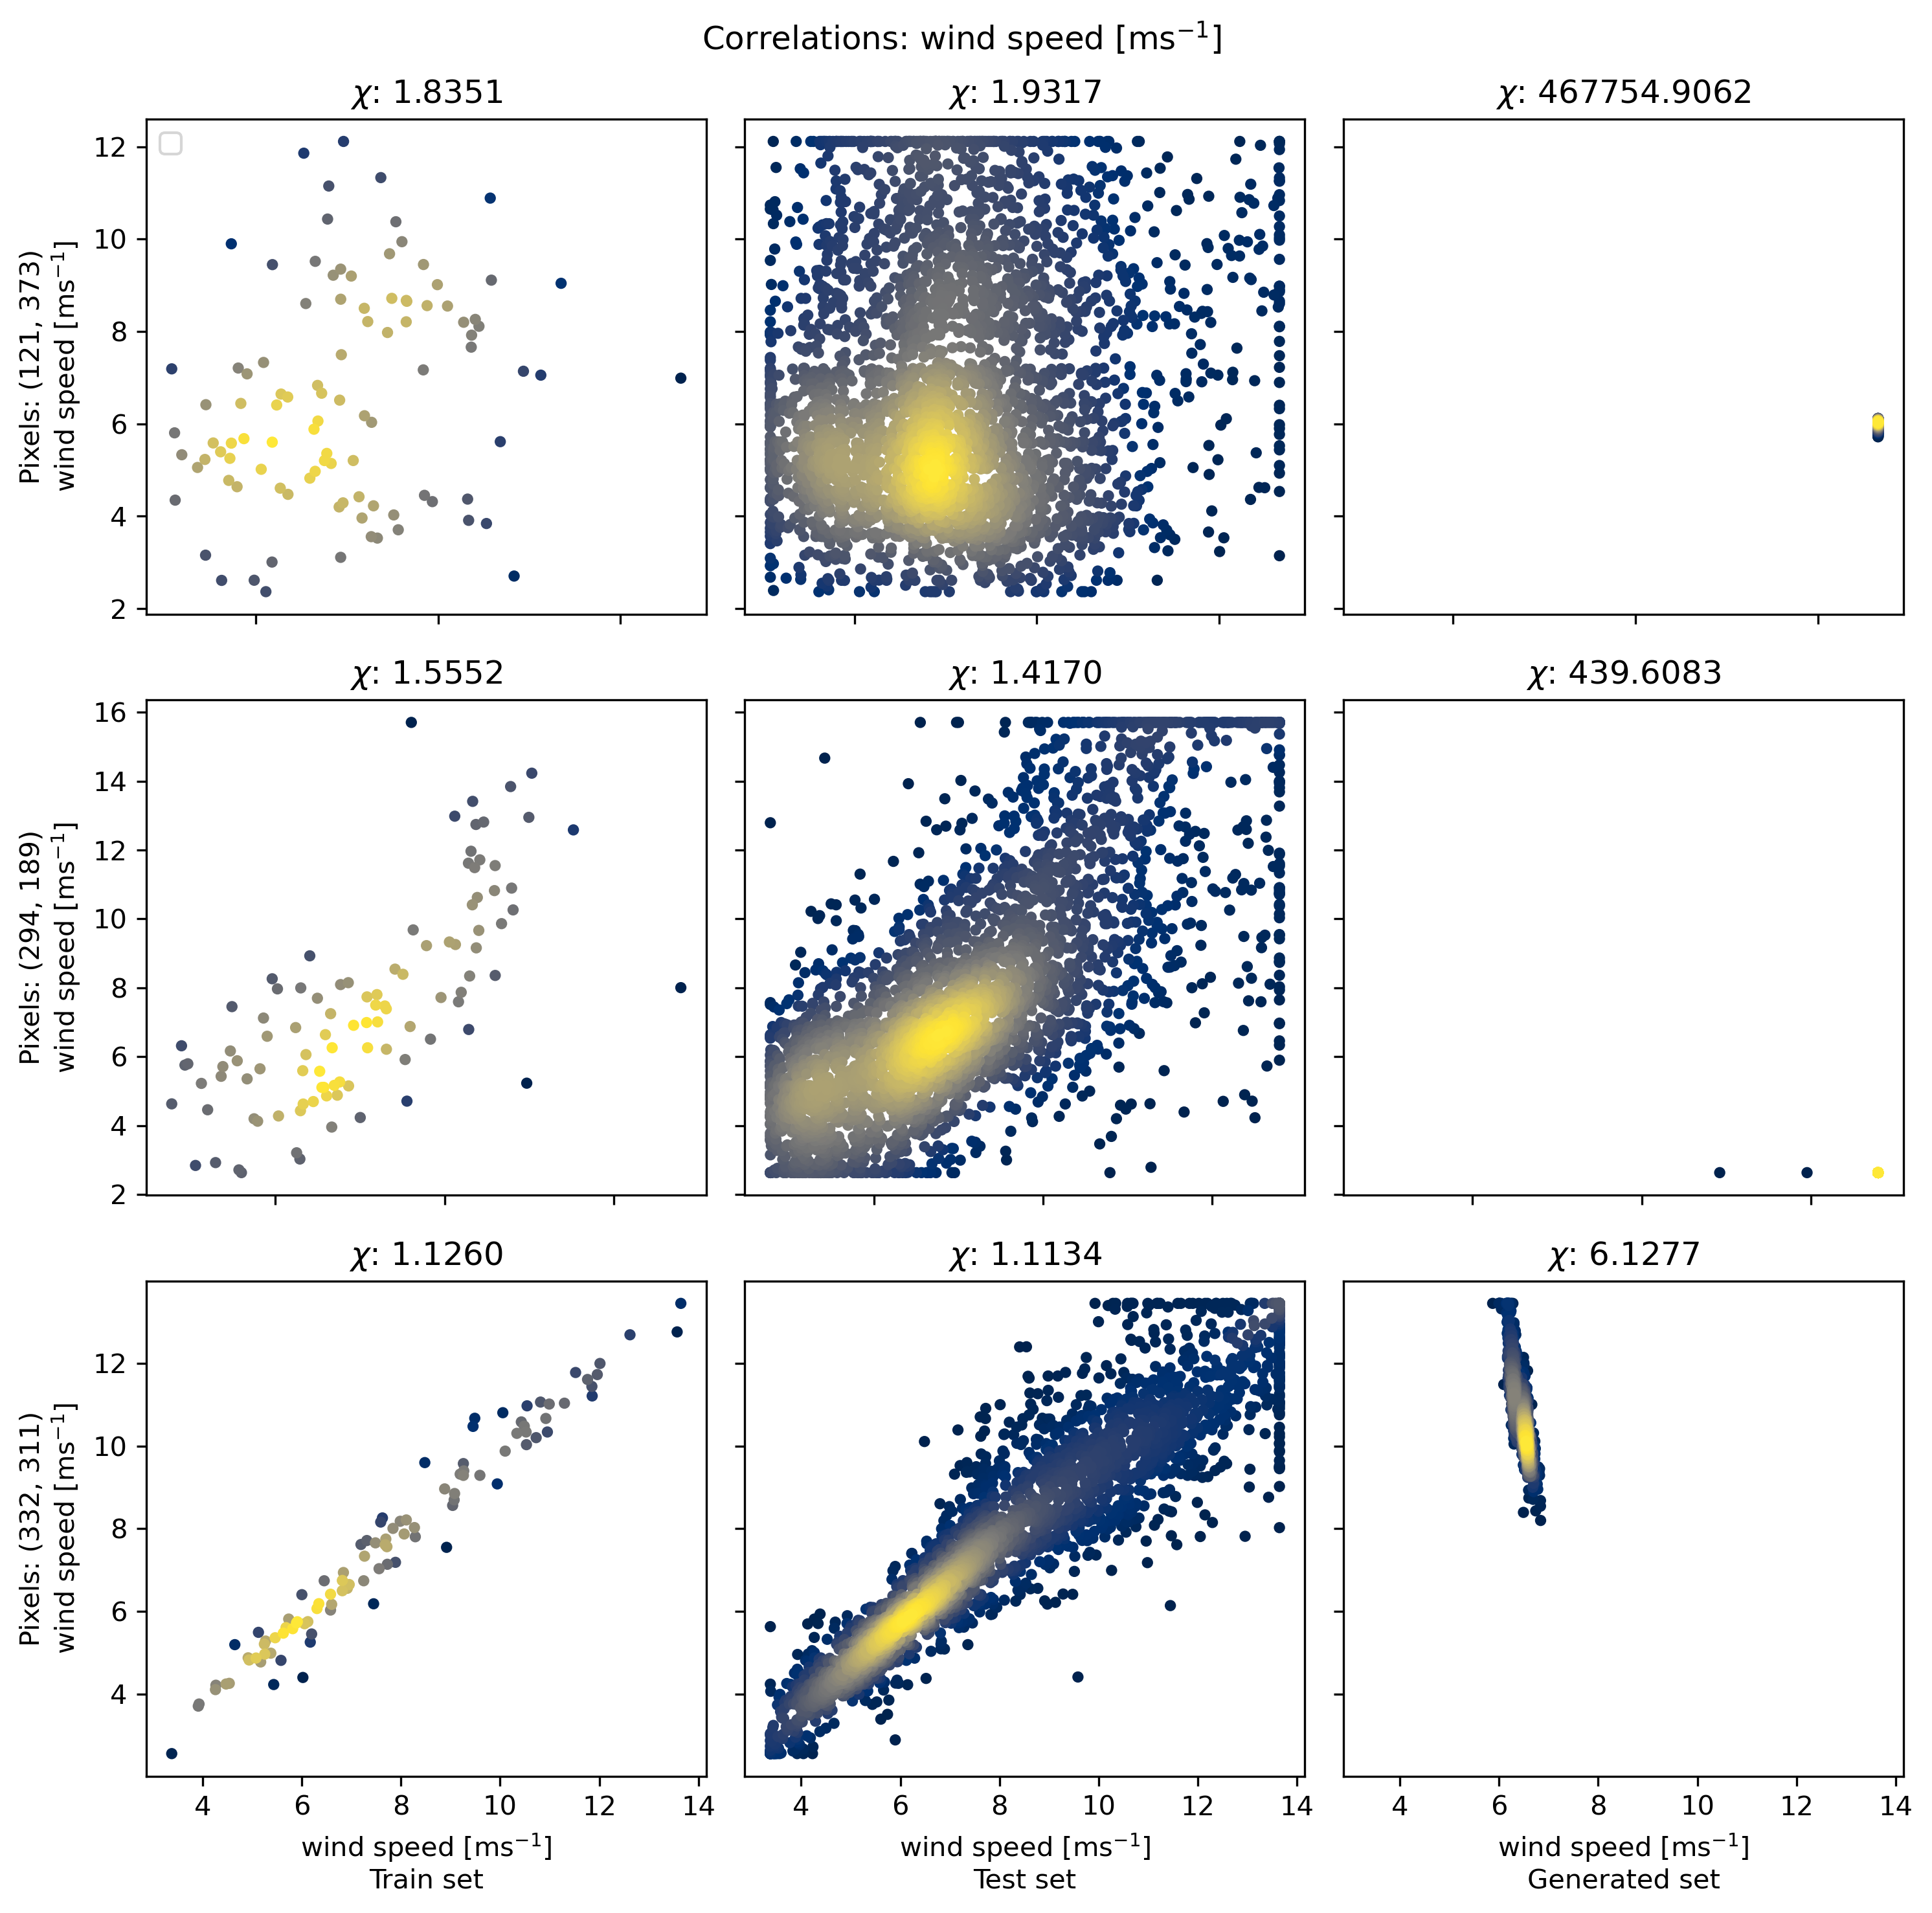 Correlations: wind speed [ms⁻¹]
χ: 1.8351
χ: 1.9317
χ: 467754.9062
Pixels: (121, 373)
wind speed [ms⁻¹]
12
10
8
6
4
2
χ: 1.5552
χ: 1.4170
χ: 439.6083
Pixels: (294, 189)
wind speed [ms⁻¹]
16
14
12
10
8
6
4
2
χ: 1.1260
χ: 1.1134
χ: 6.1277
Pixels: (332, 311)
wind speed [ms⁻¹]
12
10
8
6
4
4 6 8 10 12 14
4 6 8 10 12 14
4 6 8 10 12 14
wind speed [ms⁻¹]
Train set
wind speed [ms⁻¹]
Test set
wind speed [ms⁻¹]
Generated set